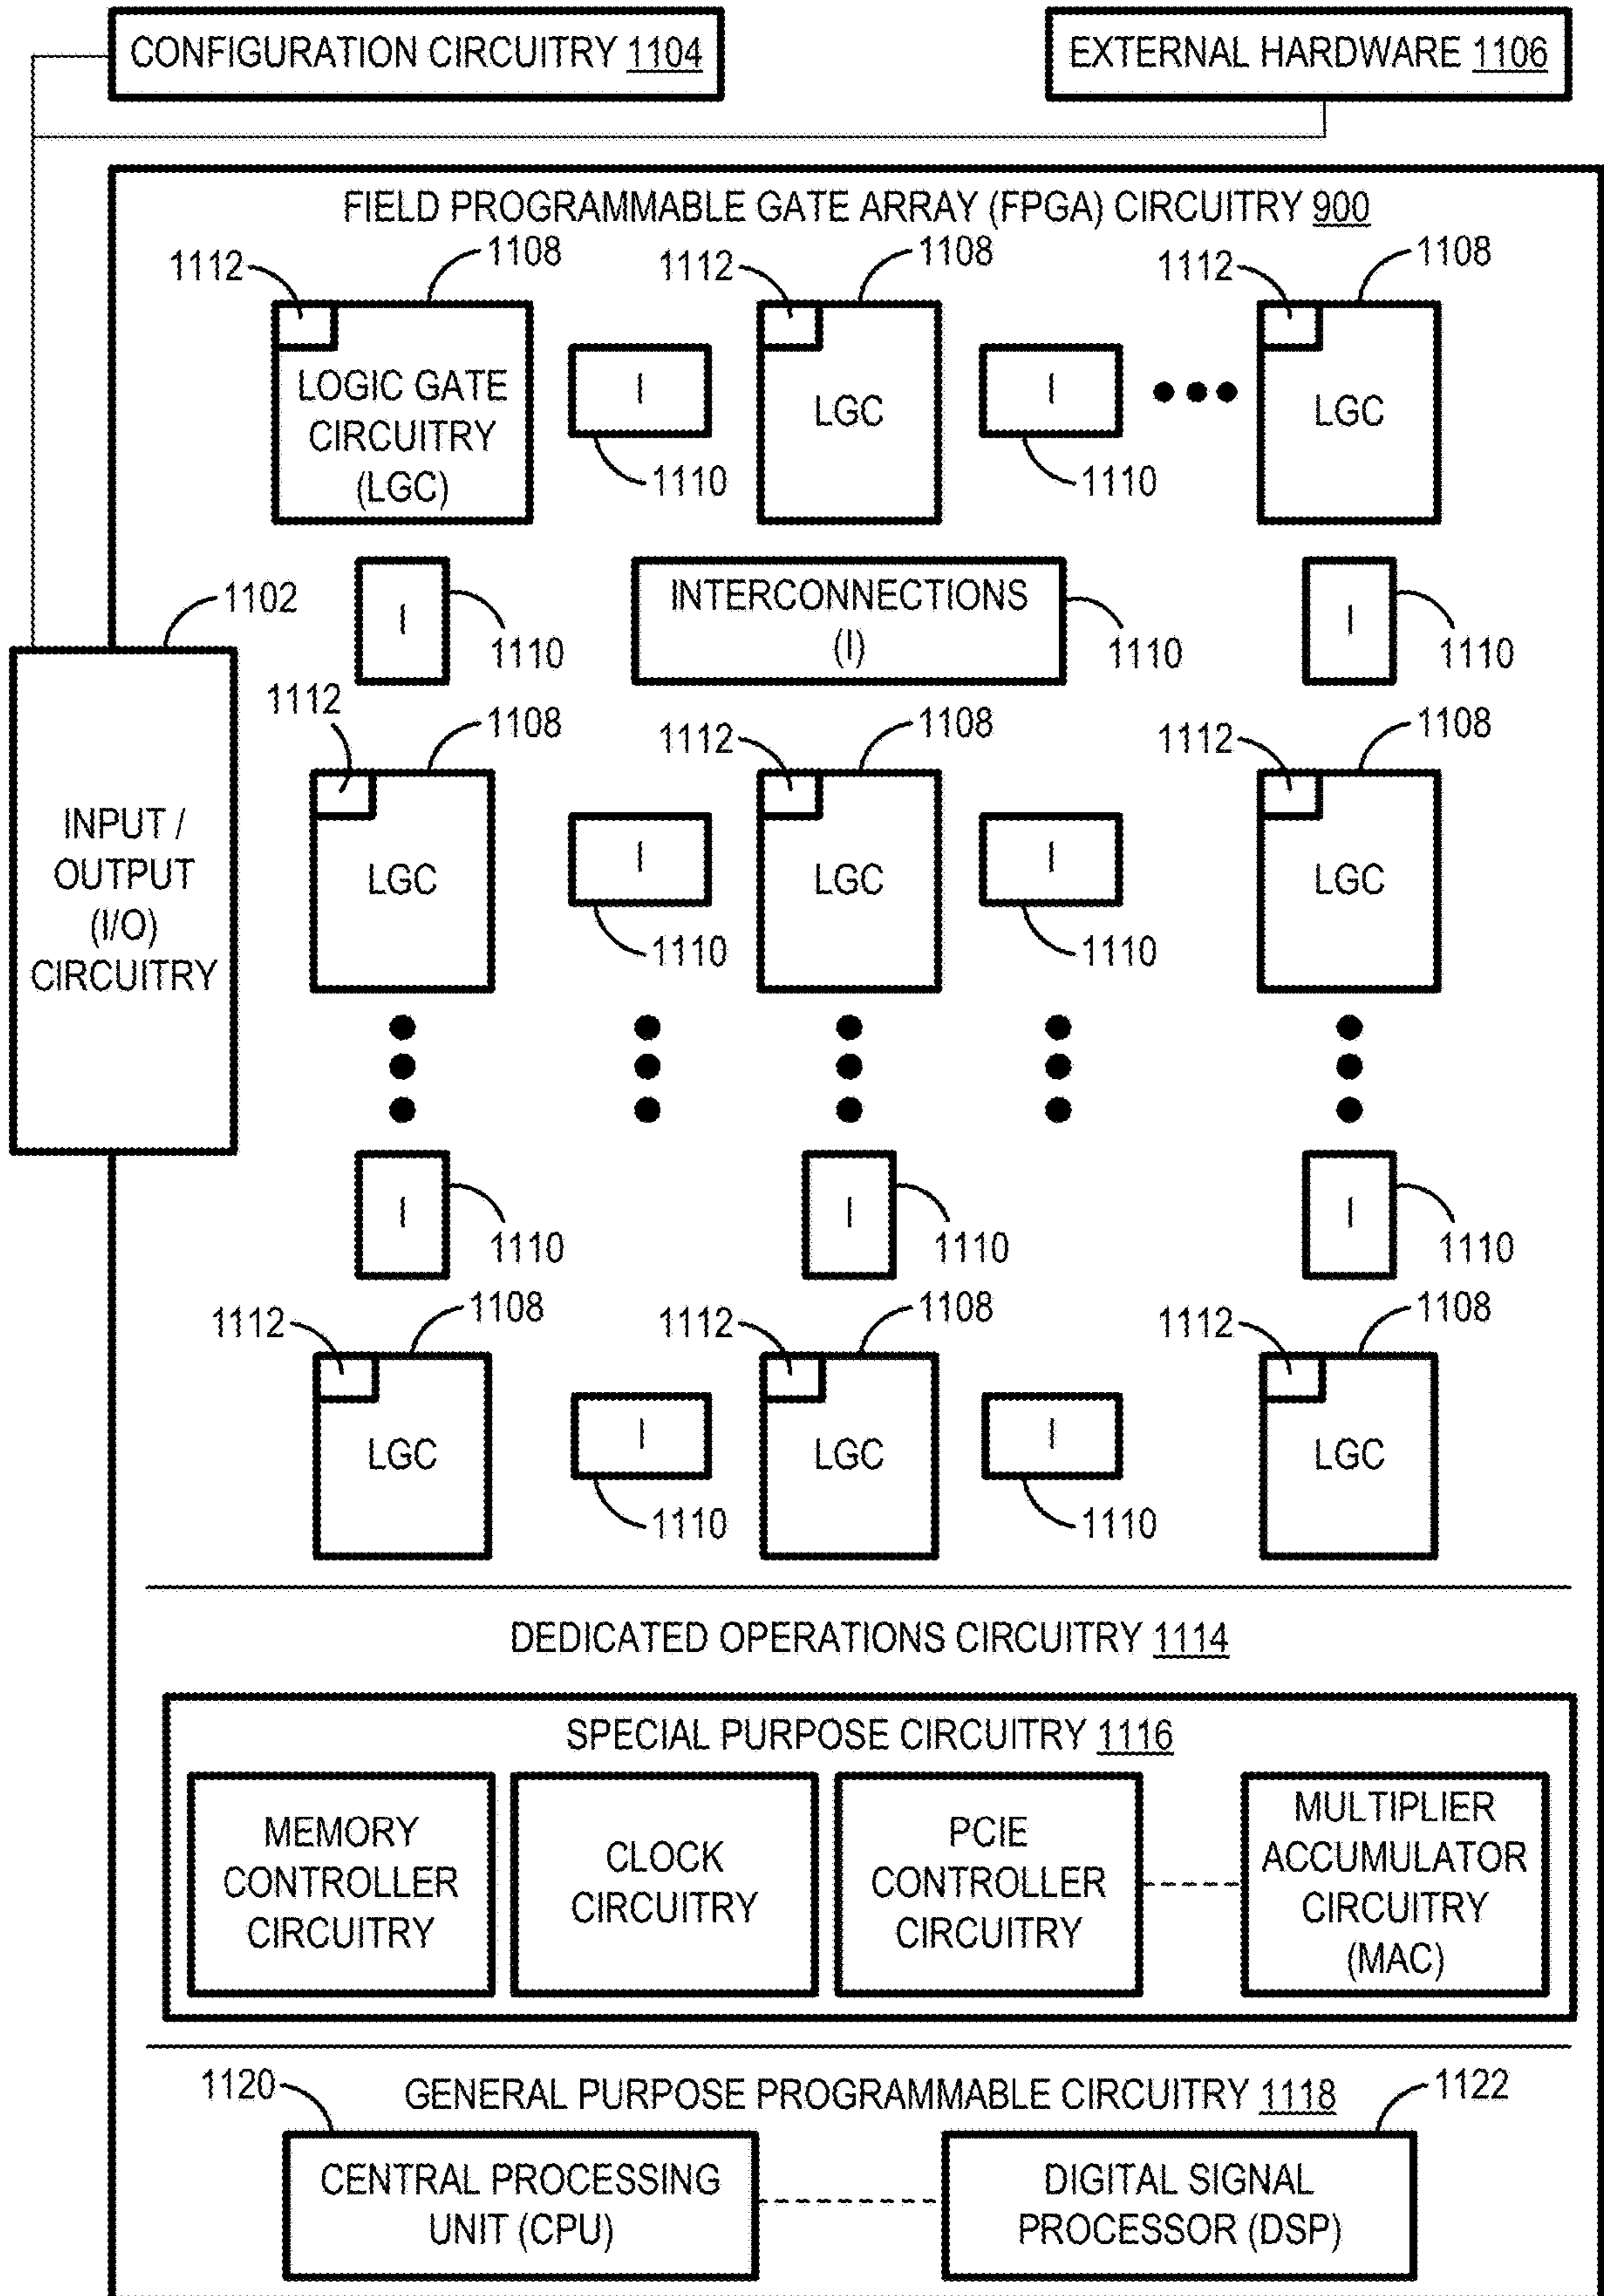 CONFIGURATION CIRCUITRY 1104
EXTERNAL HARDWARE 1106
FIELD PROGRAMMABLE GATE ARRAY (FPGA) CIRCUITRY 900
1112
1108
1112
1108
1112
1108
LOGIC GATE
CIRCUITRY
(LGC)
I
LGC
I
LGC
1110
1110
1102
I
1110
INTERCONNECTIONS
(I)
1110
I
1110
1112
1108
1112
1108
1112
1108
INPUT /
OUTPUT
(I/O)
CIRCUITRY
LGC
I
LGC
I
LGC
1110
1110
I
1110
I
1110
I
1110
1112
1108
1112
1108
1112
1108
LGC
I
LGC
I
LGC
1110
1110
DEDICATED OPERATIONS CIRCUITRY 1114
SPECIAL PURPOSE CIRCUITRY 1116
MEMORY
CONTROLLER
CIRCUITRY
CLOCK
CIRCUITRY
PCIE
CONTROLLER
CIRCUITRY
MULTIPLIER
ACCUMULATOR
CIRCUITRY
(MAC)
1120
GENERAL PURPOSE PROGRAMMABLE CIRCUITRY 1118
1122
CENTRAL PROCESSING
UNIT (CPU)
DIGITAL SIGNAL
PROCESSOR (DSP)